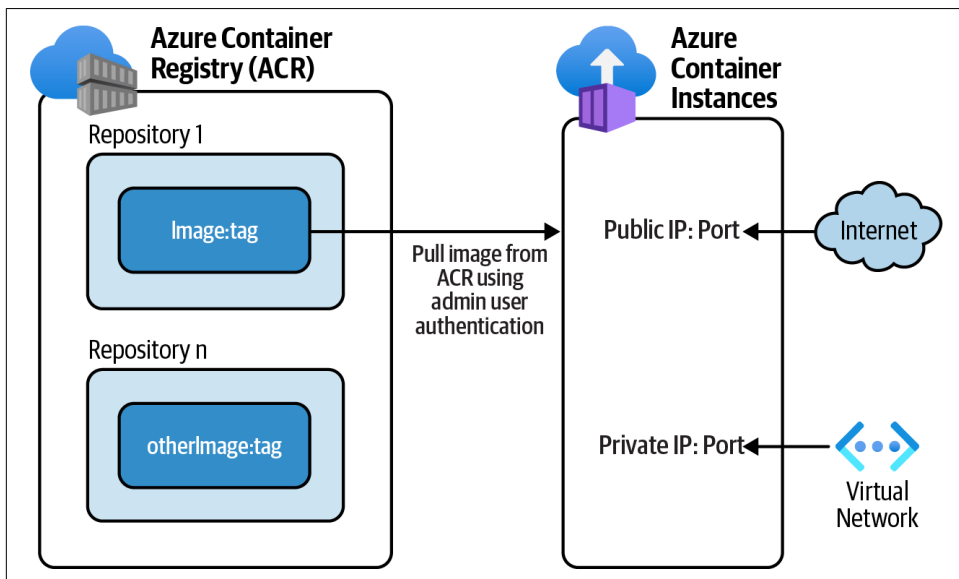 Azure Container
Registry (ACR)
Repository 1
Image:tag
Repository n
otherImage:tag
Pull image from
ACR using
admin user
authentication
Azure
Container
Instances
Public IP: Port
Internet
Private IP: Port
Virtual
Network